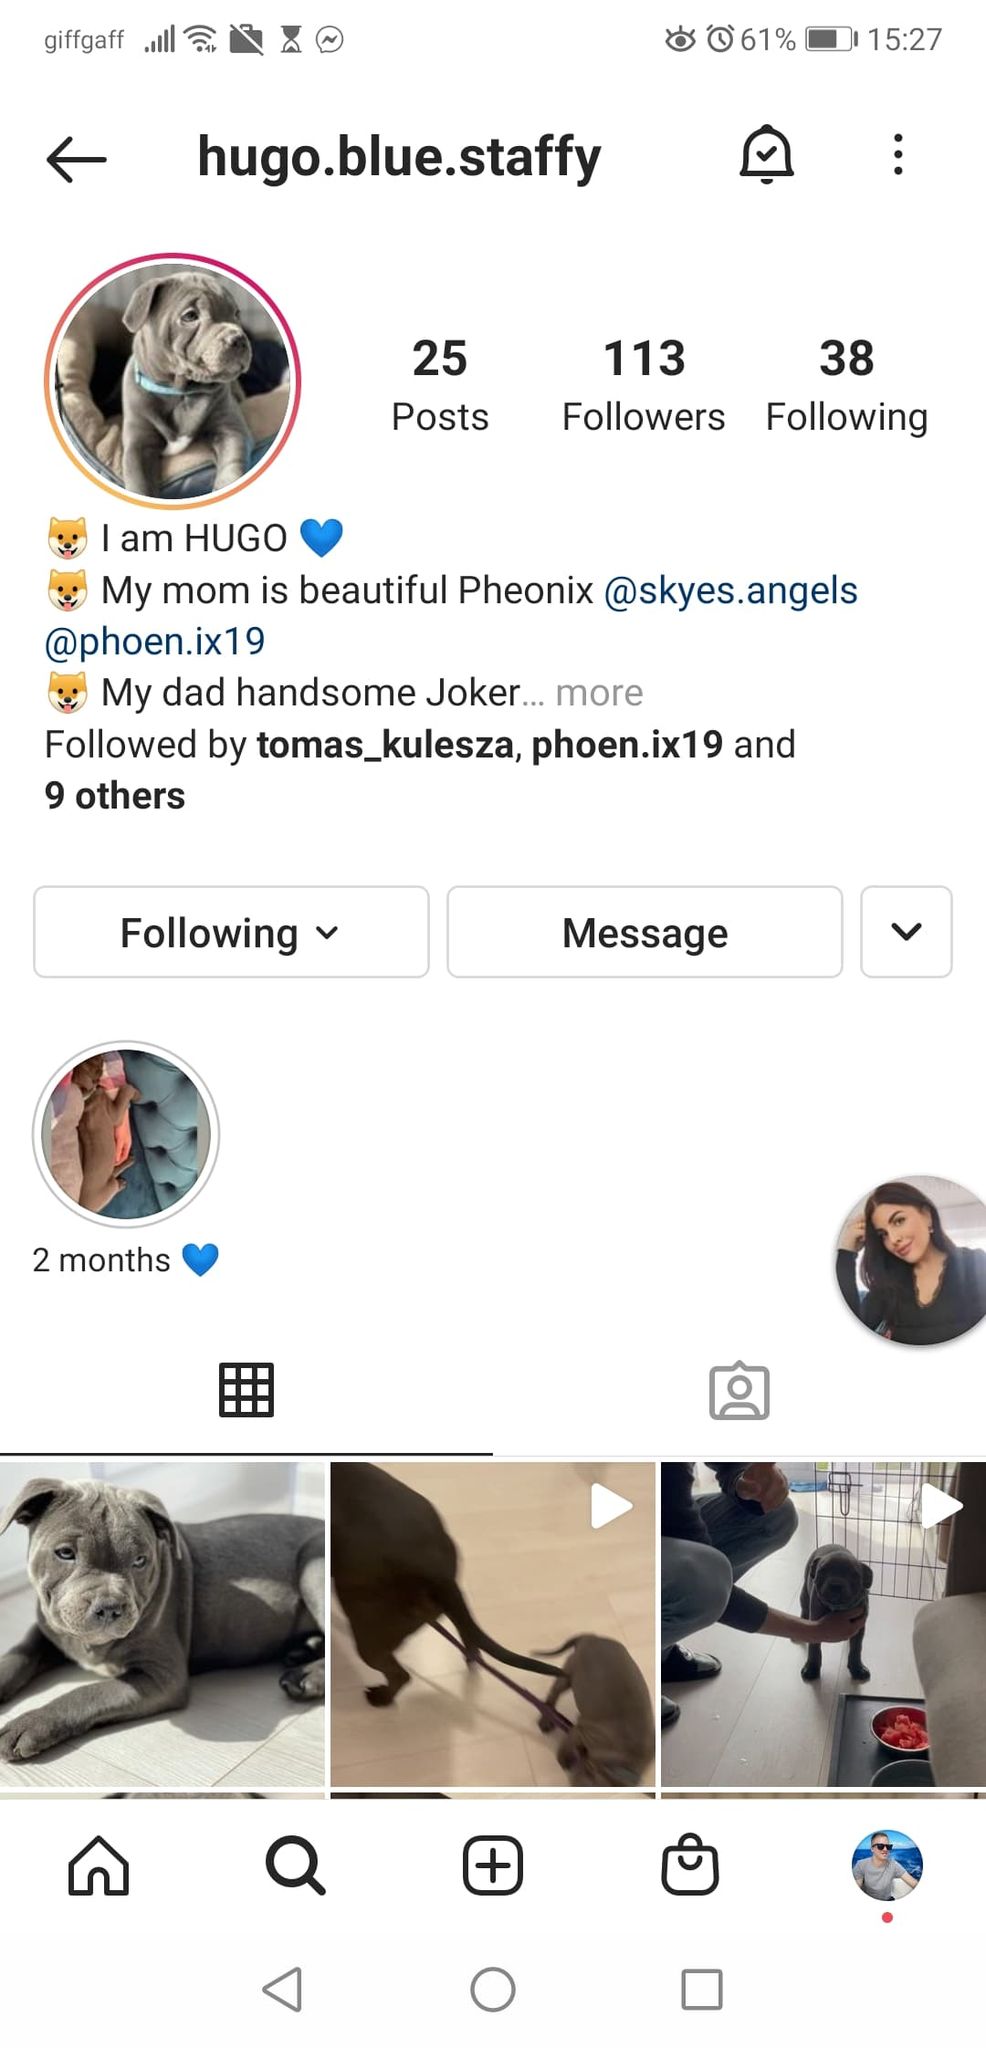 giffgaff 61% 15:27
hugo.blue.staffy
25 113 38
Posts Followers Following
🐶 I am HUGO 💙
🐶 My mom is beautiful Pheonix @skyes.angels
@phoen.ix19
🐶 My dad handsome Joker... more
Followed by tomas_kulesza, phoen.ix19 and
9 others
Following Message
2 months 💙